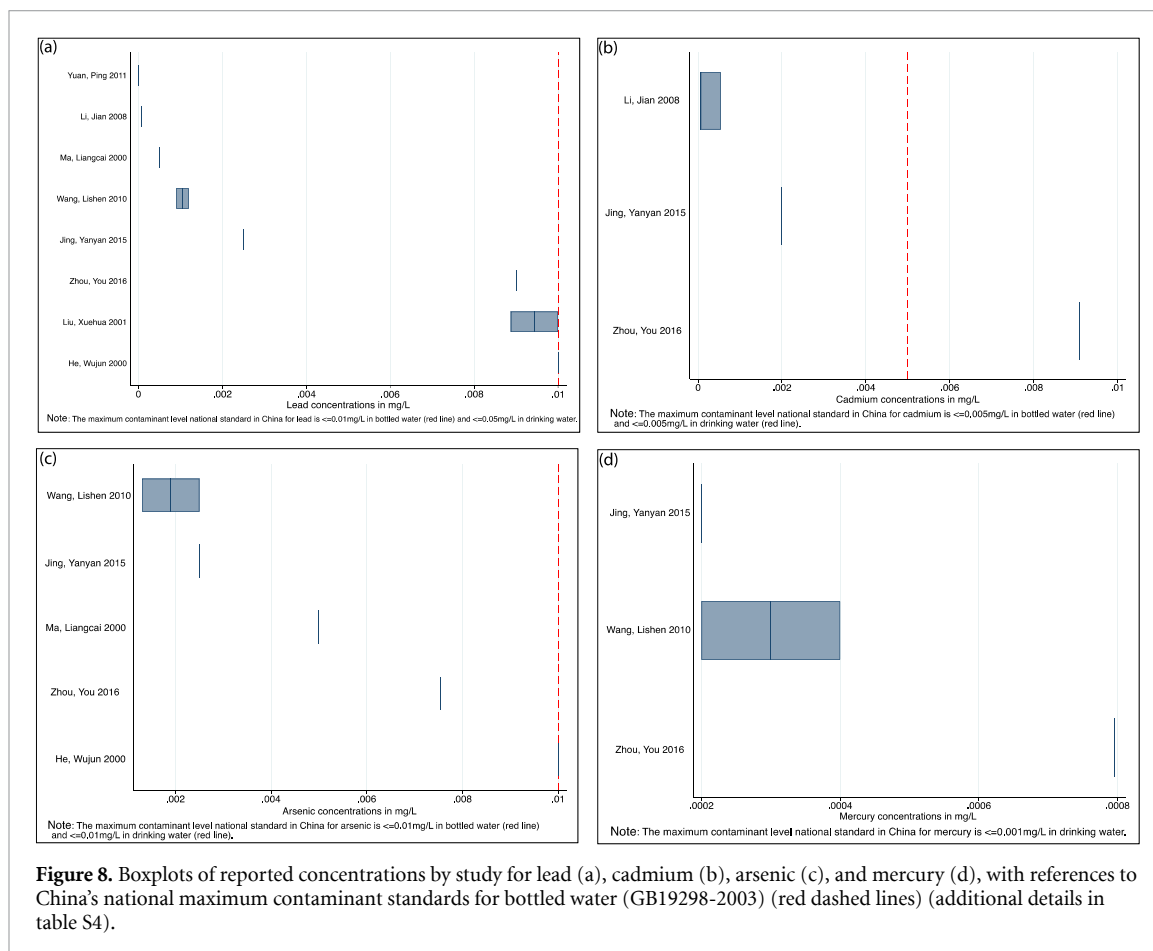 (a)
Yuan, Ping 2011
Li, Jian 2008
Ma, Liangcai 2000
Wang, Lishen 2010
Jing, Yanyan 2015
Zhou, You 2016
Liu, Xuehua 2001
He, Wujun 2000
0 .002 .004 .006 .008 .01
Lead concentrations in mg/L
Note: The maximum contaminant level national standard in China for lead is <=0.01mg/L in bottled water (red line) and <=0.05mg/L in drinking water.
(b)
Li, Jian 2008
Jing, Yanyan 2015
Zhou, You 2016
0 .002 .004 .006 .008 .01
Cadmium concentrations in mg/L
Note: The maximum contaminant level national standard in China for cadmium is <=0.005mg/L in bottled water (red line)
and <=0.005mg/L in drinking water (red line).
(c)
Wang, Lishen 2010
Jing, Yanyan 2015
Ma, Liangcai 2000
Zhou, You 2016
He, Wujun 2000
.002 .004 .006 .008 .01
Arsenic concentrations in mg/L
Note: The maximum contaminant level national standard in China for arsenic is <=0.01mg/L in bottled water (red line)
and <=0.01mg/L in drinking water (red line).
(d)
Jing, Yanyan 2015
Wang, Lishen 2010
Zhou, You 2016
.0002 .0004 .0006 .0008
Mercury concentrations in mg/L
Note: The maximum contaminant level national standard in China for mercury is <=0.001mg/L in drinking water.
Figure 8. Boxplots of reported concentrations by study for lead (a), cadmium (b), arsenic (c), and mercury (d), with references to
China's national maximum contaminant standards for bottled water (GB19298-2003) (red dashed lines) (additional details in
table S4).